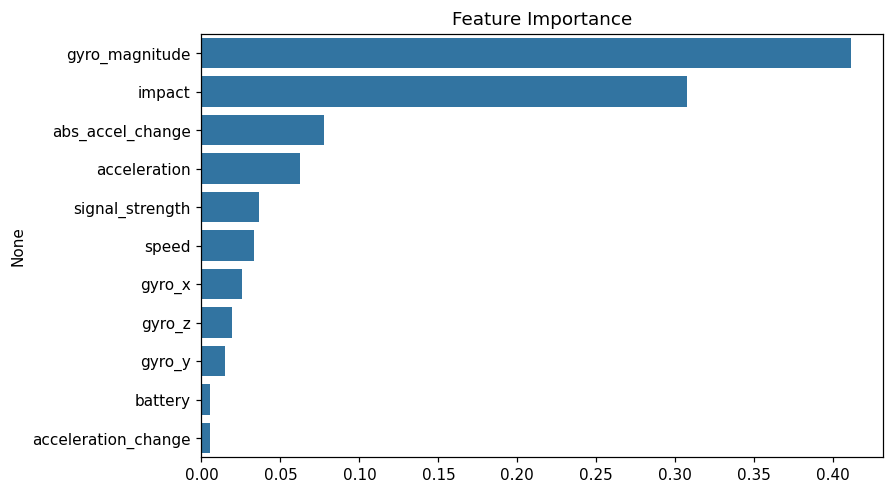 Feature Importance
gyro_magnitude
impact
abs_accel_change
acceleration
signal_strength
speed
gyro_x
gyro_z
gyro_y
battery
acceleration_change
None
0.00 0.05 0.10 0.15 0.20 0.25 0.30 0.35 0.40